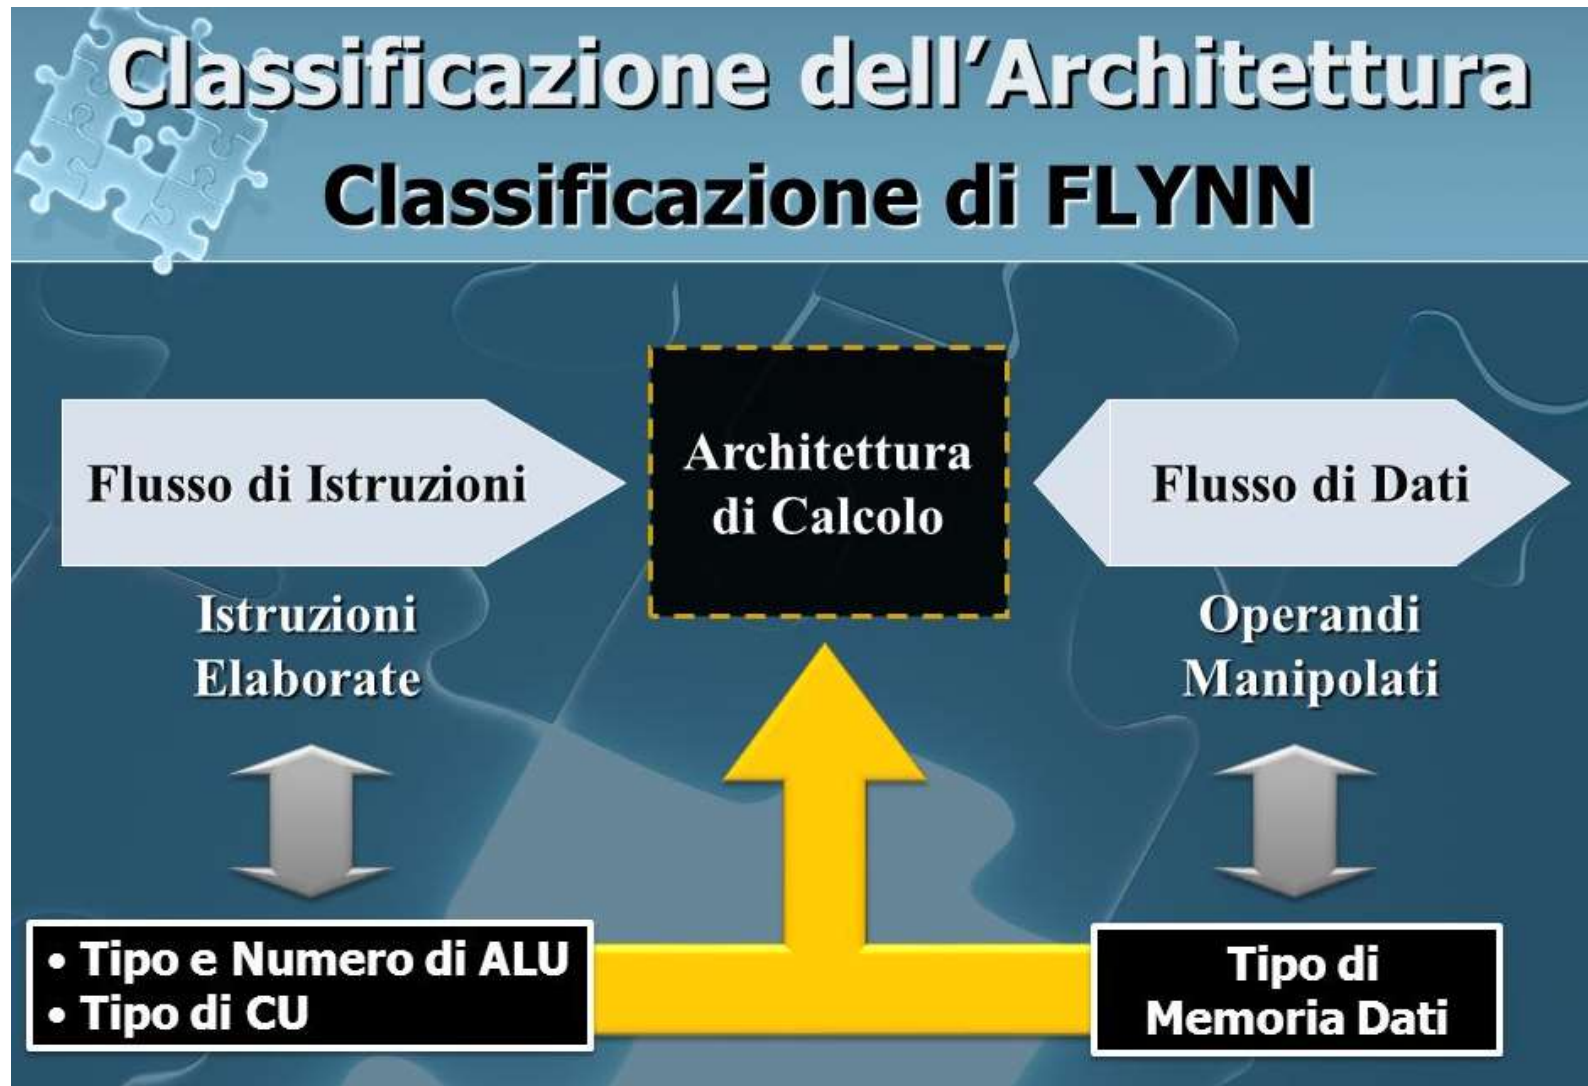 Classificazione dell'Architettura
Classificazione di FLYNN
Flusso di Istruzioni
Architettura
di Calcolo
Flusso di Dati
Istruzioni
Elaborate
Operandi
Manipolati
• Tipo e Numero di ALU
• Tipo di CU
Tipo di
Memoria Dati